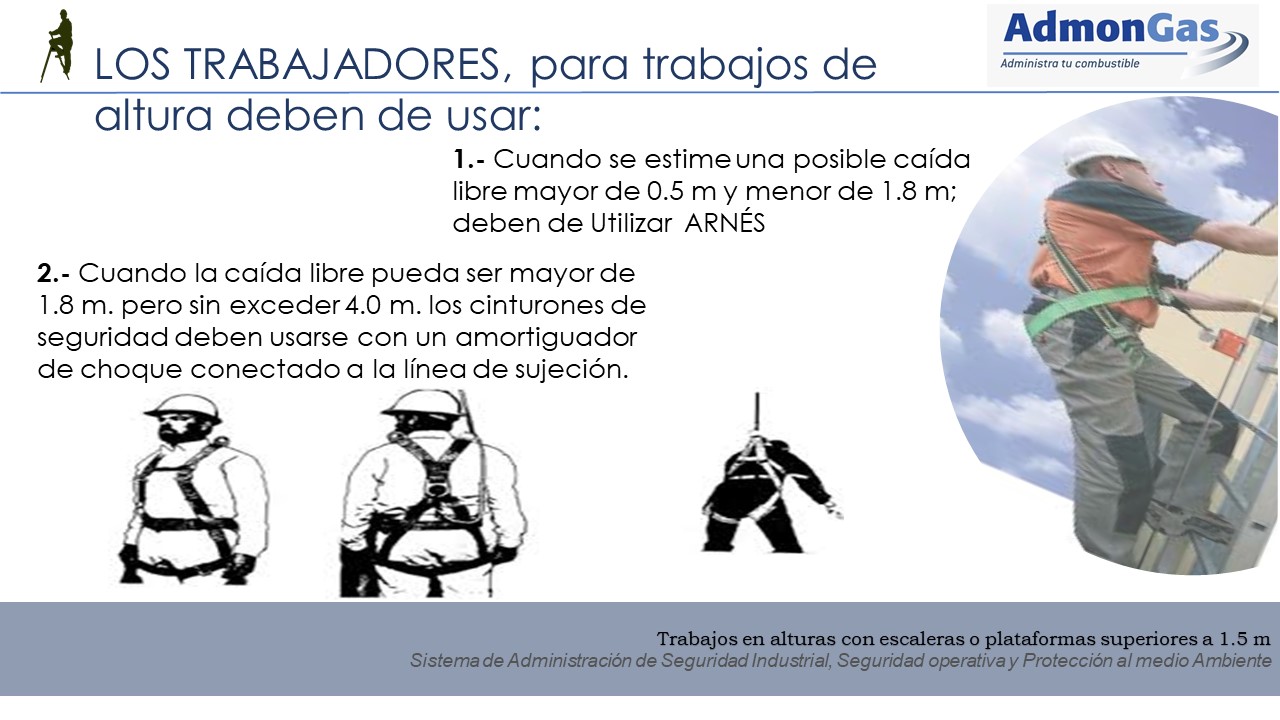 AdmonGas
Administra tu combustible
LOS TRABAJADORES, para trabajos de
altura deben de usar:
1.- Cuando se estime una posible caída
libre mayor de 0.5 m y menor de 1.8 m;
deben de Utilizar ARNÉS
2.- Cuando la caída libre pueda ser mayor de
1.8 m. pero sin exceder 4.0 m. los cinturones de
seguridad deben usarse con un amortiguador
de choque conectado a la línea de sujeción.
Trabajos en alturas con escaleras o plataformas superiores a 1.5 m
Sistema de Administración de Seguridad Industrial, Seguridad operativa y Protección al medio Ambiente